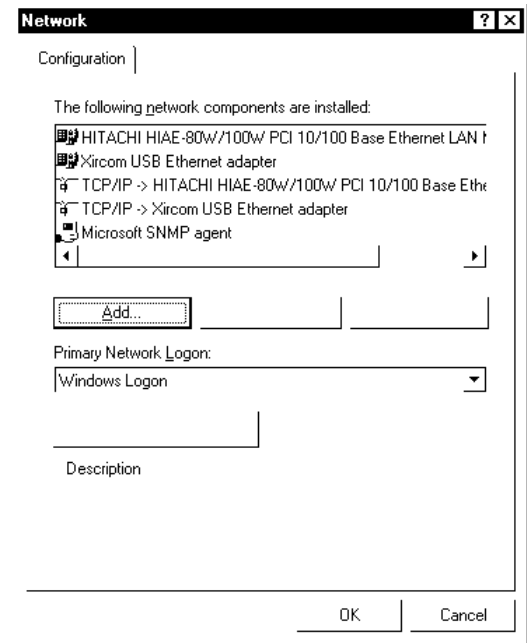 Network ? X
Configuration
The following network components are installed:
HITACHI HIAE-80W/100W PCI 10/100 Base Ethernet LAN
Xircom USB Ethernet adapter
TCP/IP -> HITACHI HIAE-80W/100W PCI 10/100 Base Ethe
TCP/IP -> Xircom USB Ethernet adapter
Microsoft SNMP agent
Add...
Primary Network Logon:
Windows Logon
Description
OK Cancel